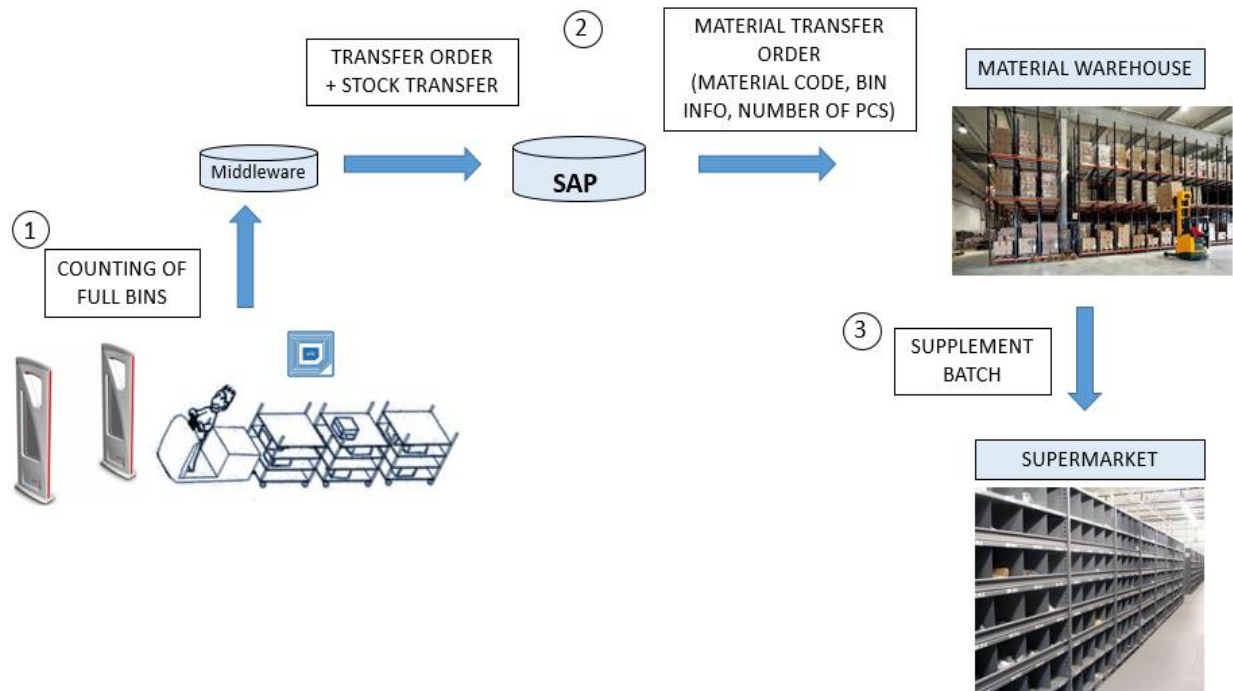 1
COUNTING OF
FULL BINS
Middleware
TRANSFER ORDER
+ STOCK TRANSFER
2
SAP
MATERIAL TRANSFER
ORDER
(MATERIAL CODE, BIN
INFO, NUMBER OF PCS)
MATERIAL WAREHOUSE
3
SUPPLEMENT
BATCH
SUPERMARKET